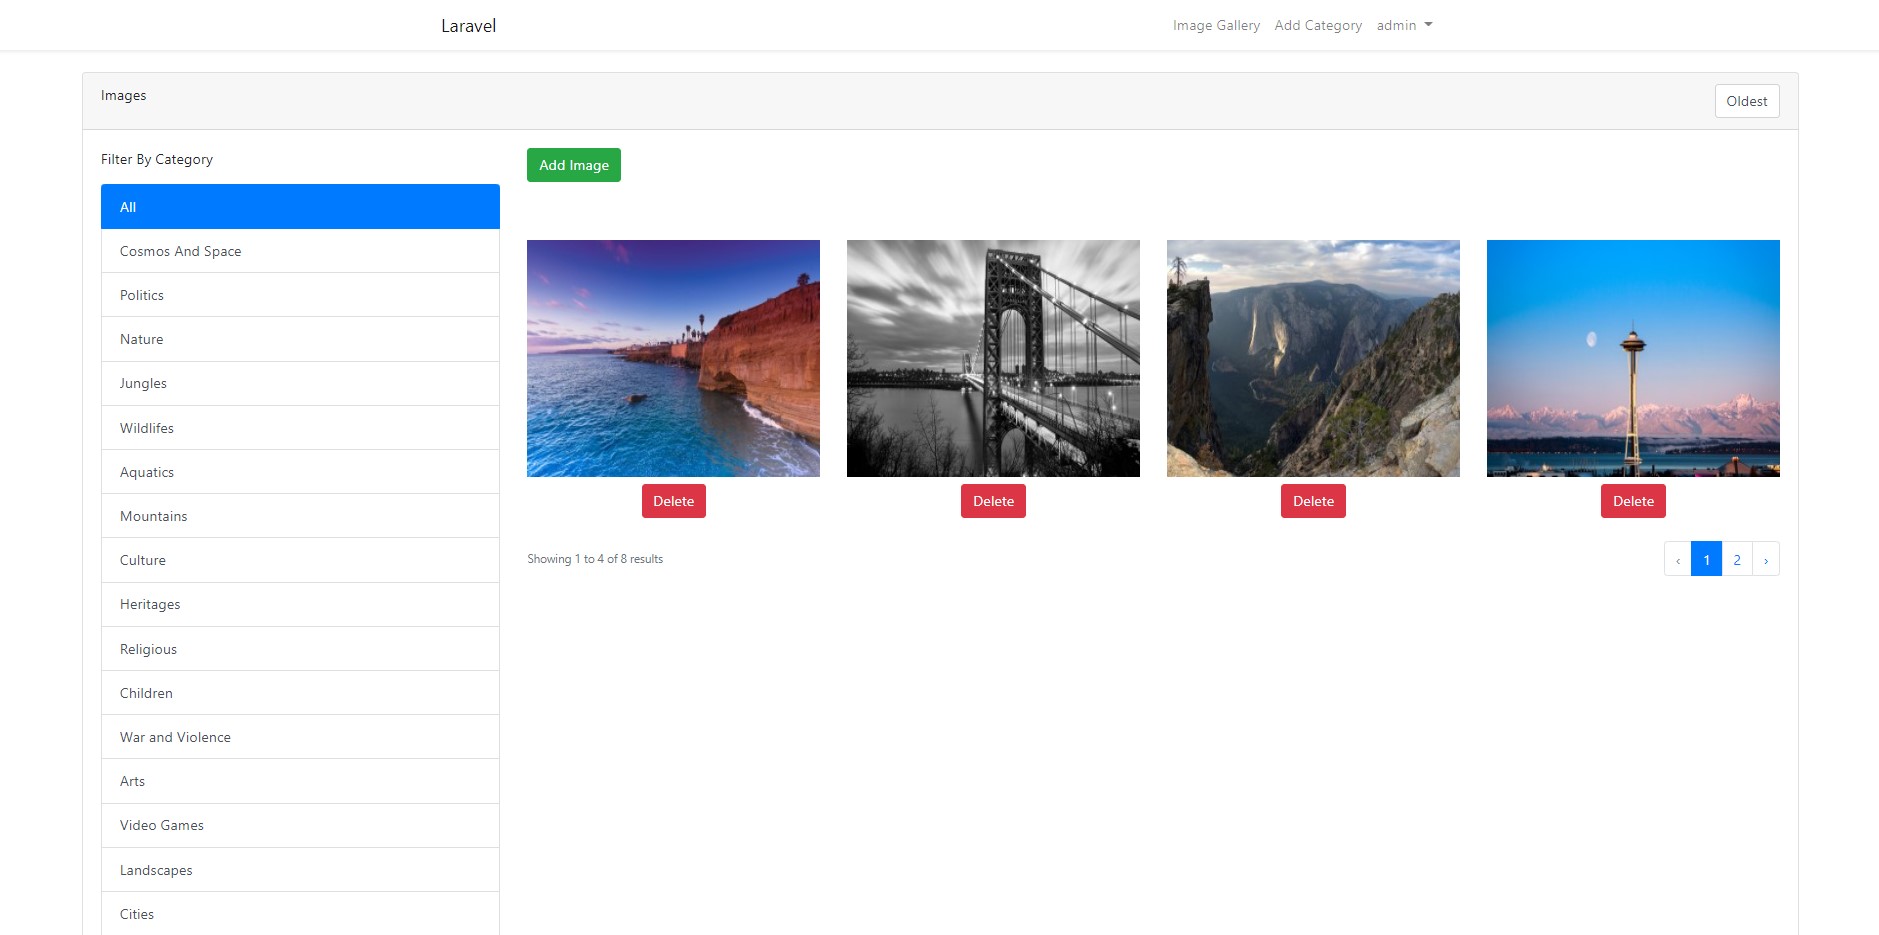 Laravel
Image Gallery Add Category admin
Images
Oldest
Filter By Category
All
Cosmos And Space
Politics
Nature
Jungles
Wildlifes
Aquatics
Mountains
Culture
Heritages
Religious
Children
War and Violence
Arts
Video Games
Landscapes
Cities
Add Image
Delete Delete Delete Delete
Showing 1 to 4 of 8 results
‹ 1 2 ›